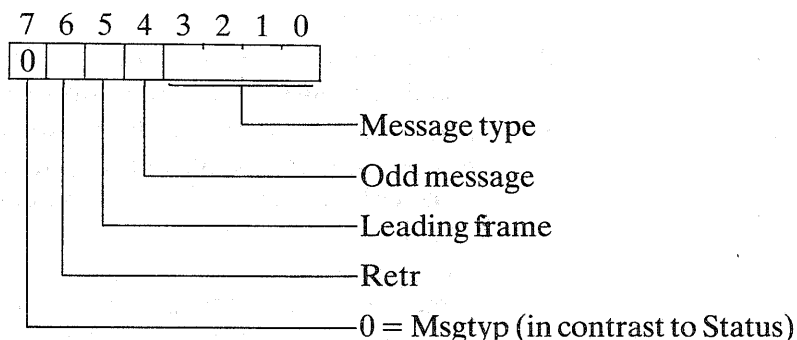 7 6 5 4 3 2 1 0
0
Message type
Odd message
Leading frame
Retr
0 = Msgtyp (in contrast to Status)